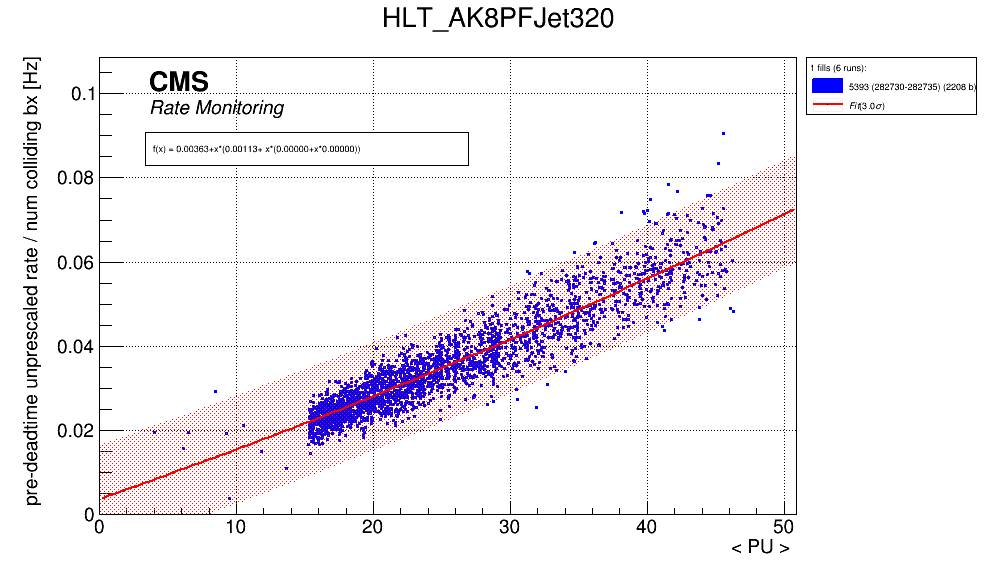 HLT_AK8PFJet320
pre-deadtime unprescaled rate / num colliding bx [Hz]
CMS
Rate Monitoring
f(x) = 0.00363+x*(0.00113+ x*(0.00000+x*0.00000))
0.1
0.08
0.06
0.04
0.02
0
0 10 20 30 40 50
< PU >
1 fills (6 runs):
5393 (282730-282735) (2208 b)
Fit(3.0σ)